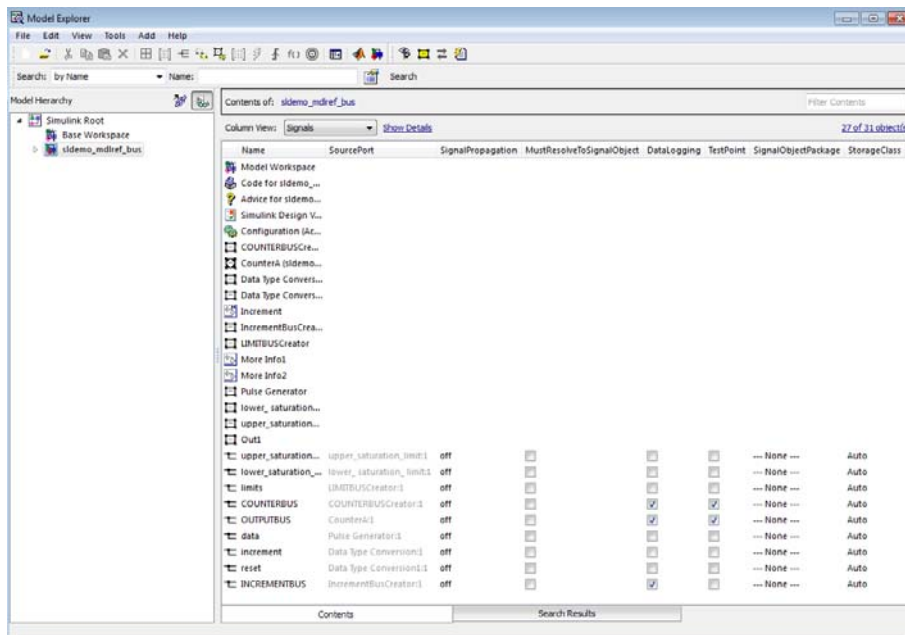 Model Explorer
File Edit View Tools Add Help
Search: by Name Name: Search
Model Hierarchy
Contents of: sldemo_mdlref_bus
Filter Contents
Simulink Root
Base Workspace
sldemo_mdlref_bus
Column View: Signals Show Details
27 of 31 object(s
Name SourcePort SignalPropagation MustResolveToSignalObject DataLogging TestPoint SignalObjectPackage StorageClass
Model Workspace
Code for sldemo_...
Advice for sldemo...
Simulink Design V...
Configuration (Ac...
COUNTERBUSCre...
CounterA (sldemo...
Data Type Convers...
Data Type Convers...
Increment
IncrementBusCrea...
LIMITBUSCreator
More Info1
More Info2
Pulse Generator
lower_ saturation...
upper_saturation...
Out1
upper_saturation... upper_saturation_limit:1 off --- None --- Auto
lower_saturation_... lower_ saturation_ limit:1 off --- None --- Auto
limits LIMITBUSCreator:1 off --- None --- Auto
COUNTERBUS COUNTERBUSCreator:1 off --- None --- Auto
OUTPUTBUS CounterA:1 off --- None --- Auto
data Pulse Generator:1 off --- None --- Auto
increment Data Type Conversion:1 off --- None --- Auto
reset Data Type Conversion1:1 off --- None --- Auto
INCREMENTBUS IncrementBusCreator:1 off --- None --- Auto
Contents Search Results